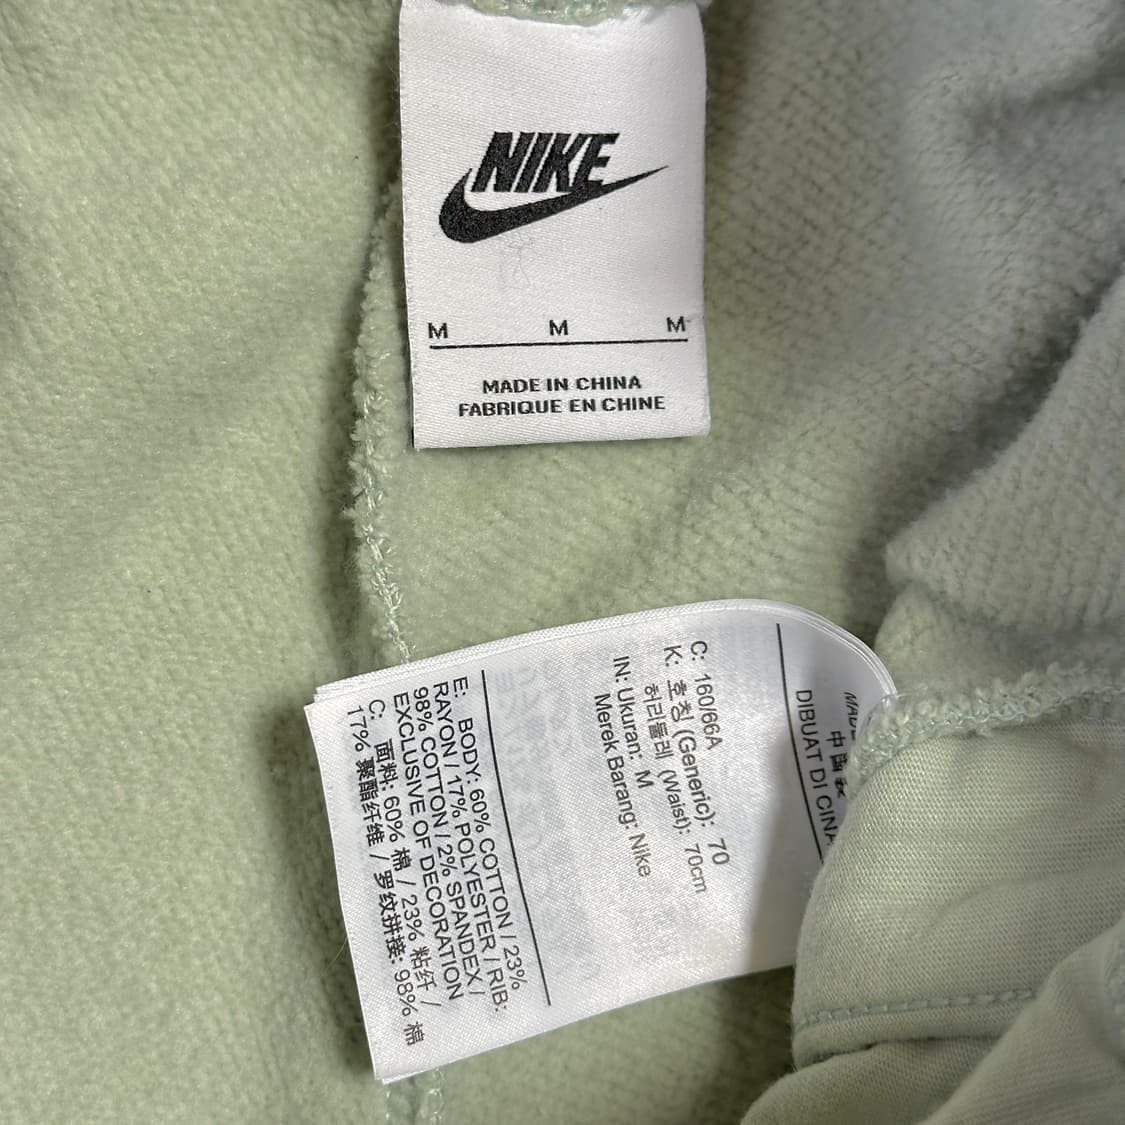 NIKE
M M M
MADE IN CHINA
FABRIQUE EN CHINE
DIBUAT DI CINA
C: 160/66A
K: 호칭 (Generic): 70
허리둘레 (Waist): 70cm
IN: Ukuran: M
Merek Barang: Nike
E: BODY: 60% COTTON / 23%
RAYON / 17% POLYESTER / RIB:
98% COTTON / 2% SPANDEX /
EXCLUSIVE OF DECORATION
C: 面料: 60% 棉 / 23% 粘纤 /
17% 聚酯纤维 / 罗纹拼接: 98% 棉